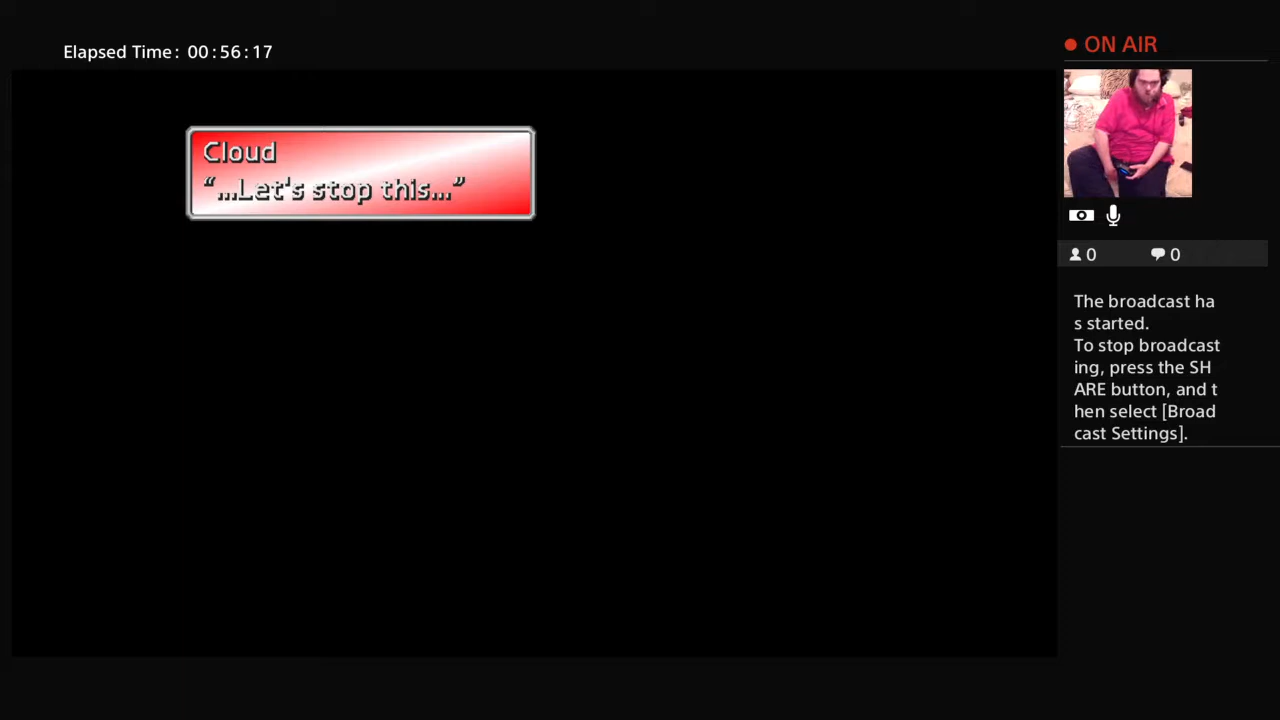 Elapsed Time: 00:56:17
ON AIR
Cloud
“...Let's stop this...”
0
0
The broadcast ha
s started.
To stop broadcast
ing, press the SH
ARE button, and t
hen select [Broad
cast Settings].